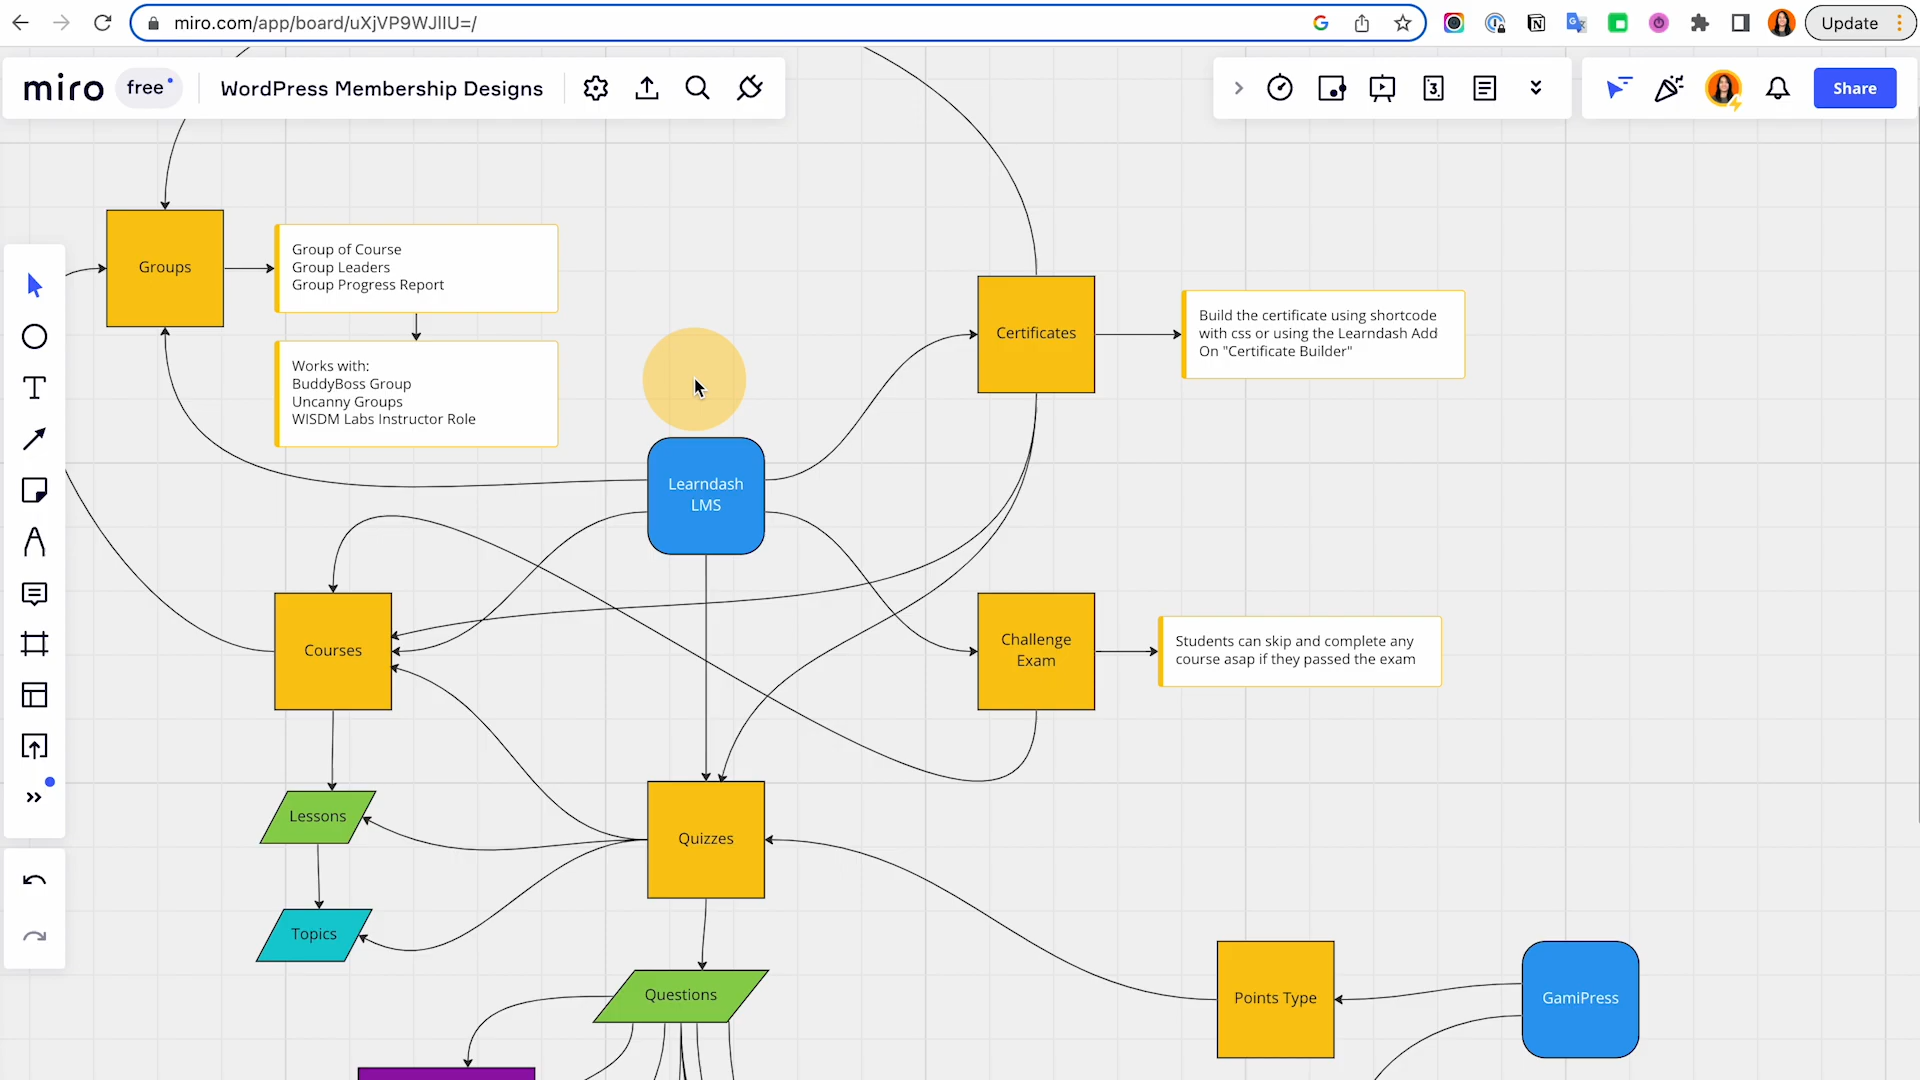 miro.com/app/board/uXjVP9WJlIU=/
Update
miro
free
WordPress Membership Designs
3
Share
Groups
Group of Course
Group Leaders
Group Progress Report
Works with:
BuddyBoss Group
Uncanny Groups
WISDM Labs Instructor Role
Certificates
Build the certificate using shortcode
with css or using the Learndash Add
On "Certificate Builder"
Learndash
LMS
Courses
Challenge
Exam
Students can skip and complete any
course asap if they passed the exam
Lessons
Quizzes
Topics
Questions
Points Type
GamiPress